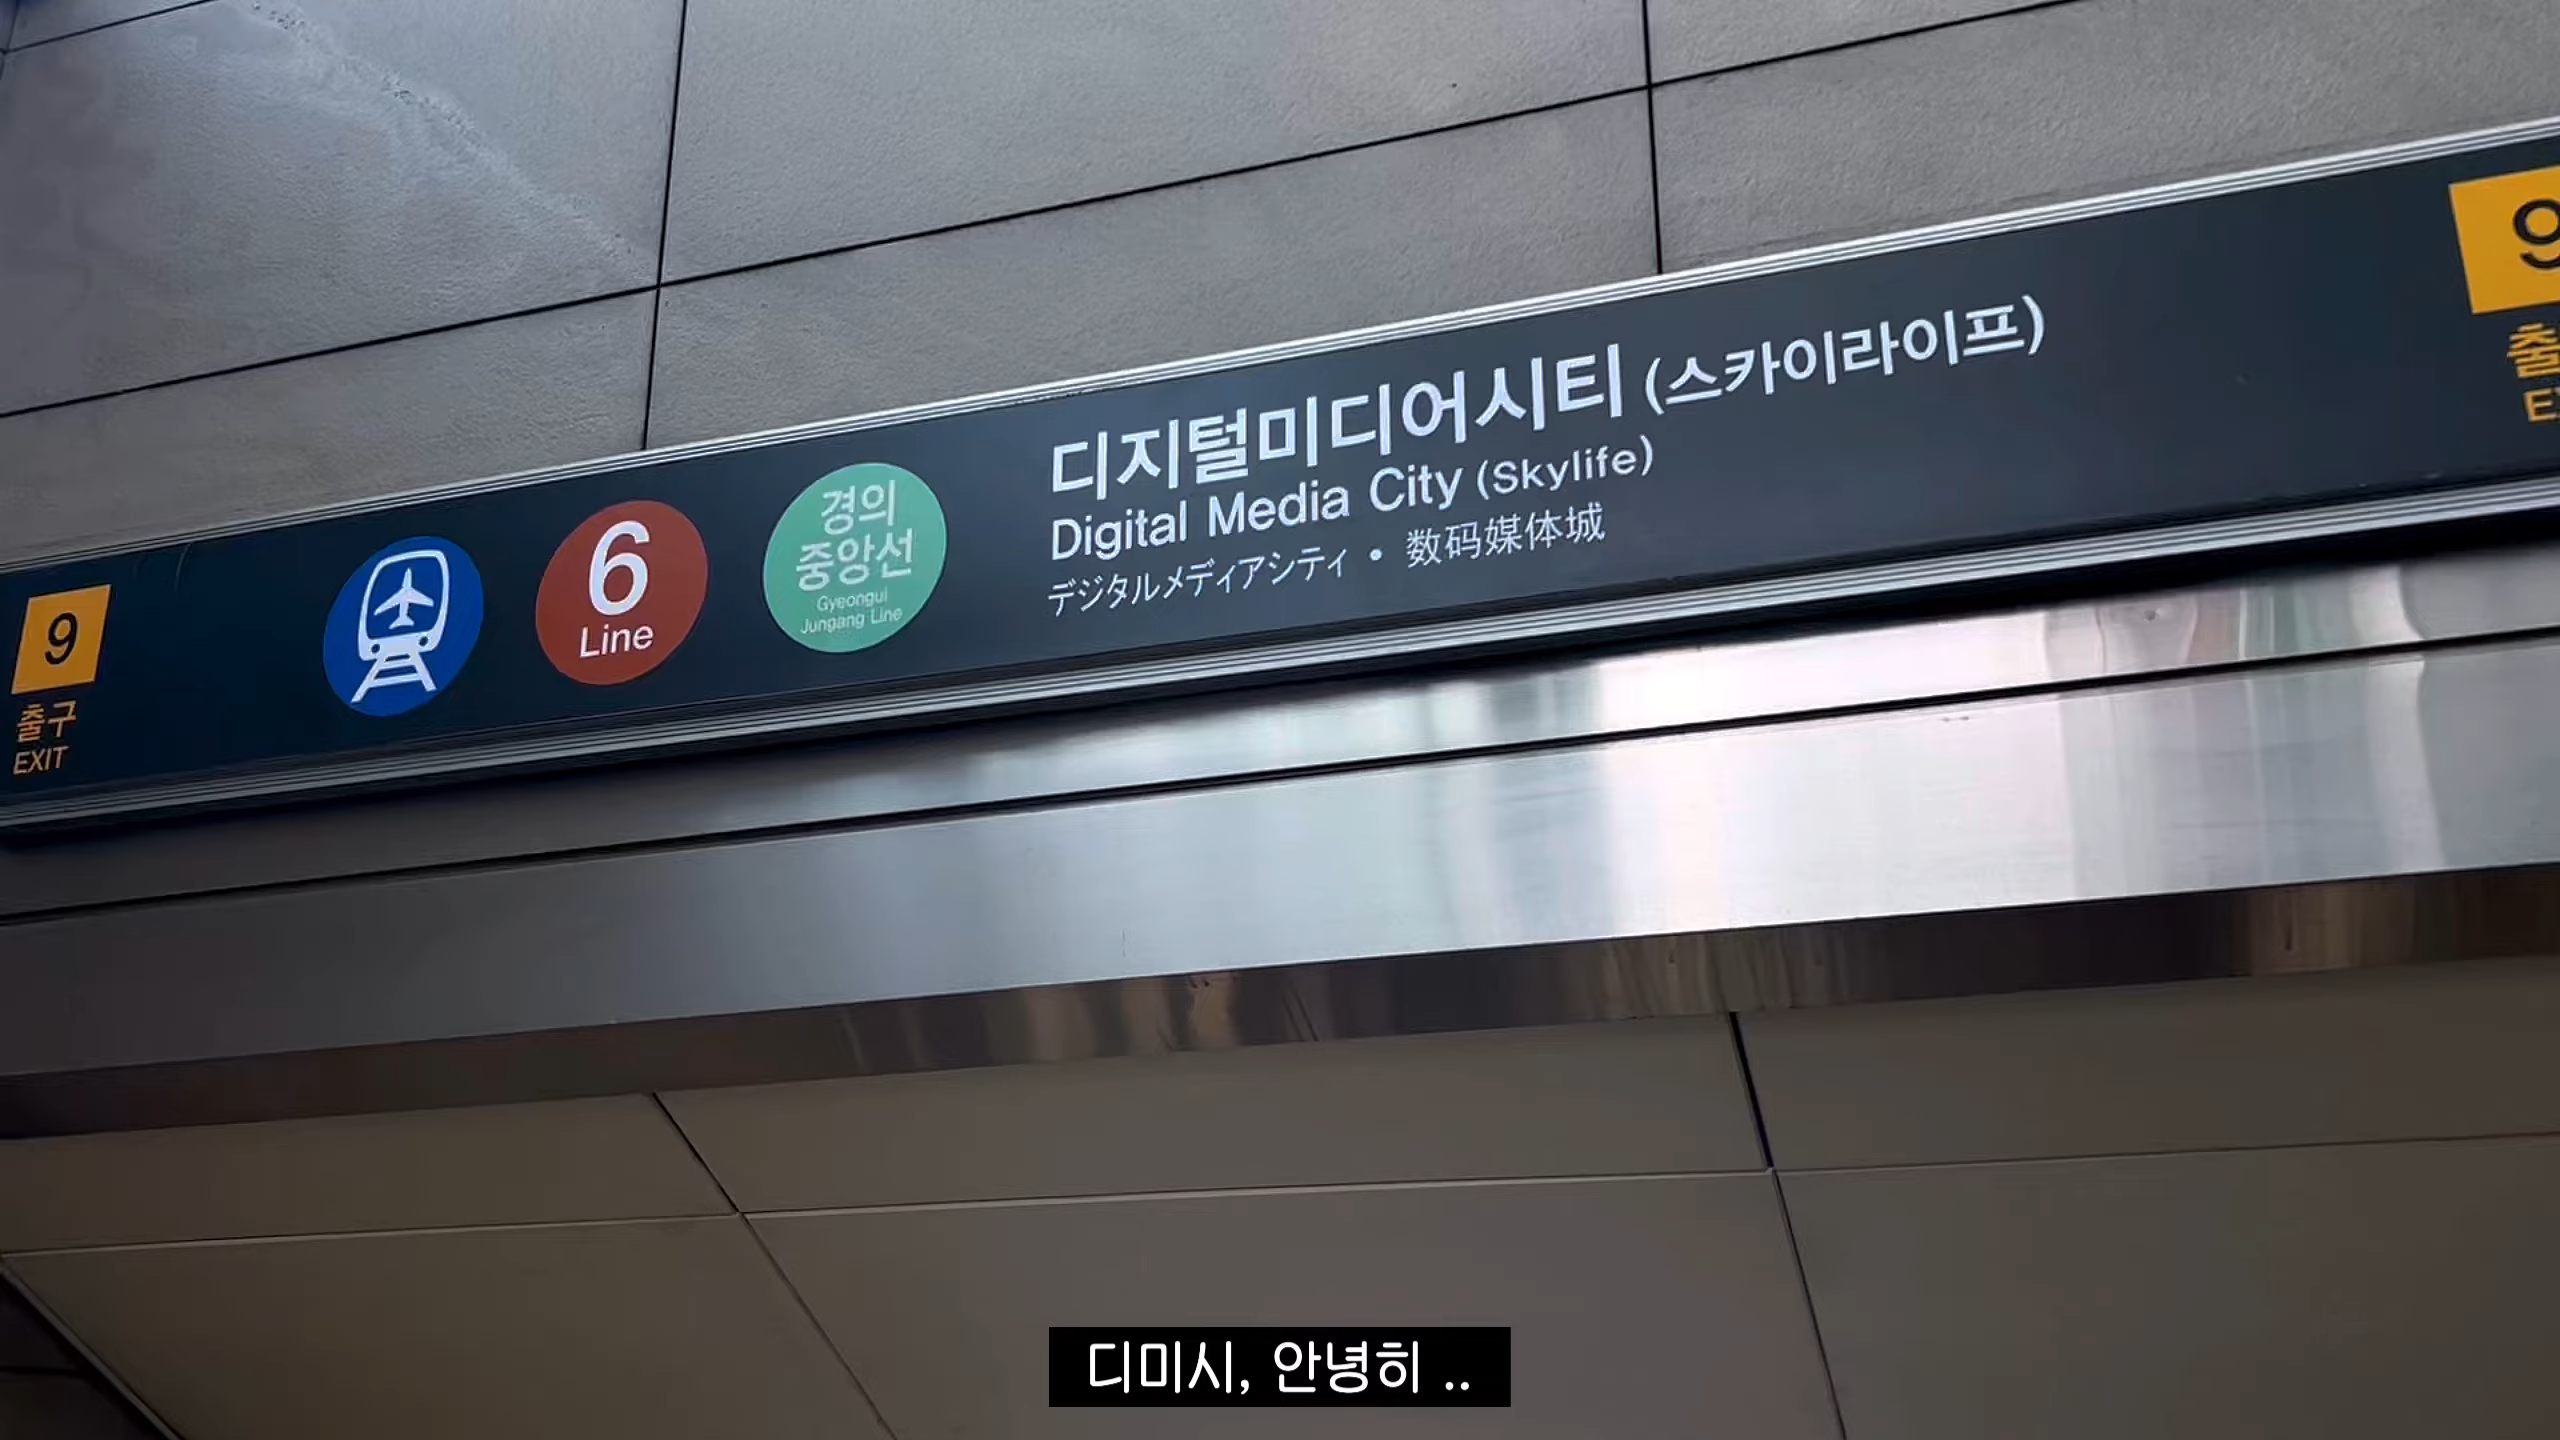 9
출구
EXIT
6
Line
경의
중앙선
Gyeongui
Jungang Line
디지털미디어시티 (스카이라이프)
Digital Media City (Skylife)
デジタルメディアシティ • 数码媒体城
9
디미시, 안녕히 ..